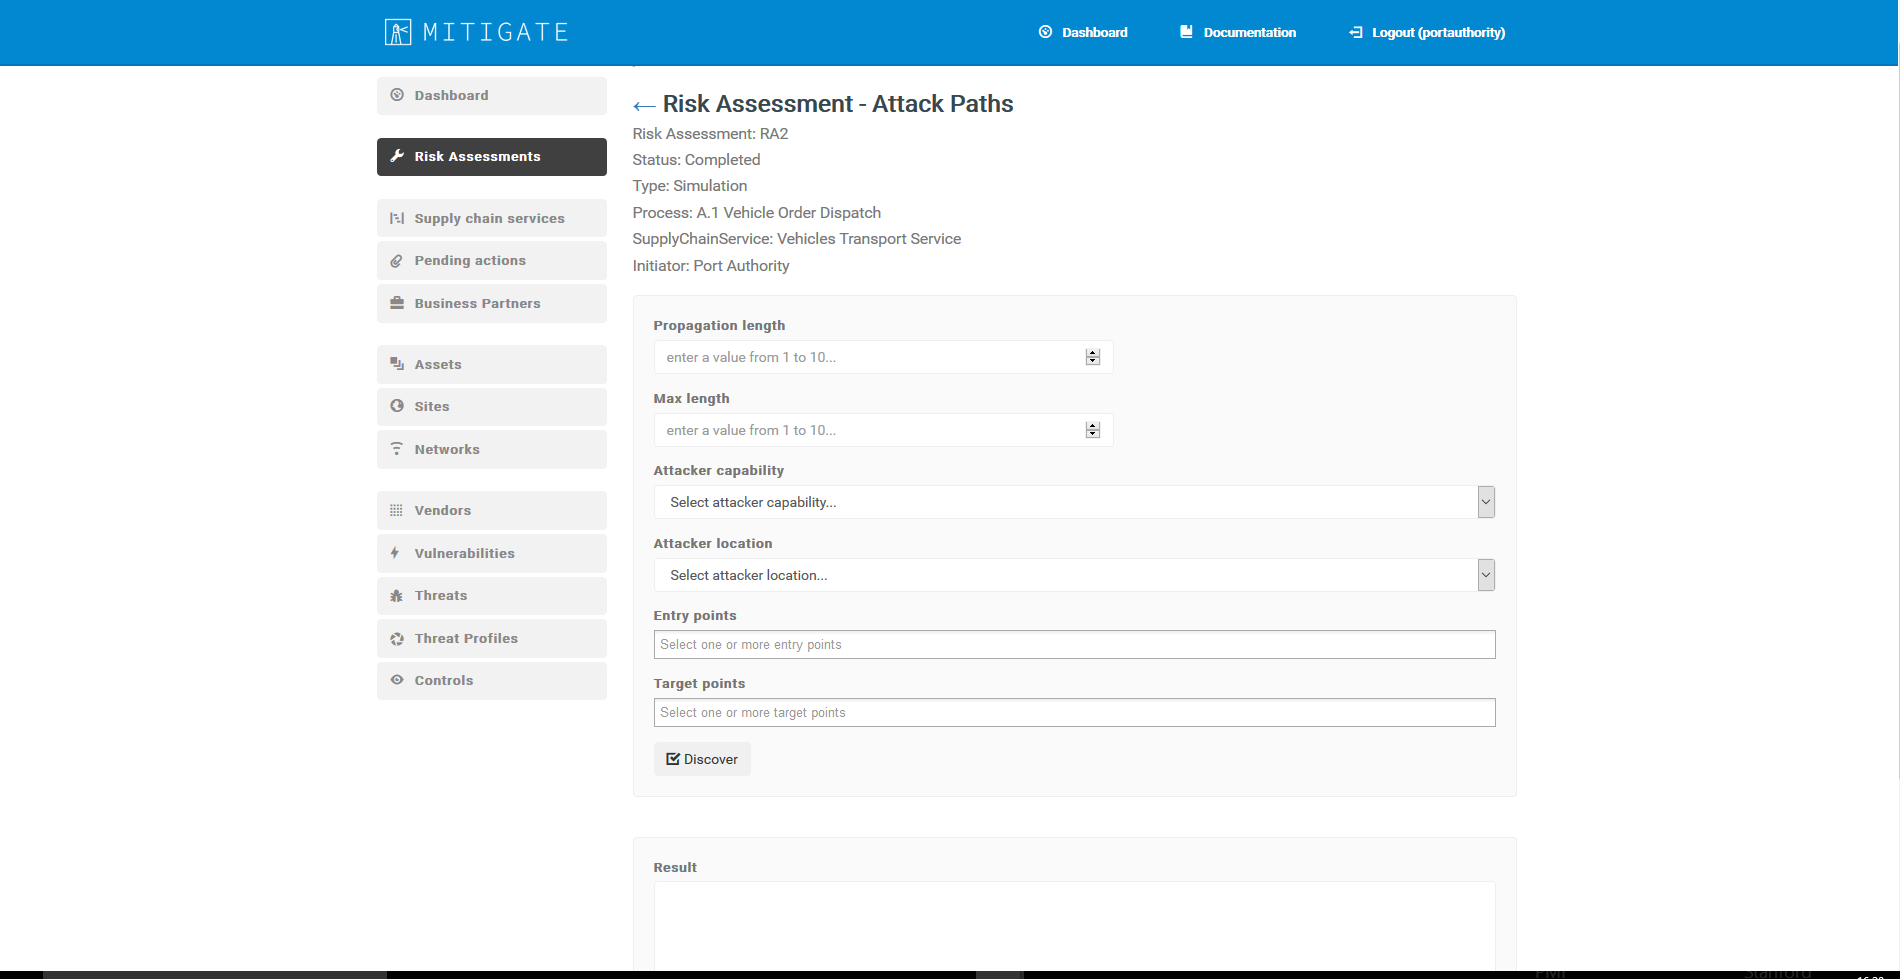 MITIGATE
Dashboard Documentation Logout (portauthority)
Dashboard
Risk Assessments
Supply chain services
Pending actions
Business Partners
Assets
Sites
Networks
Vendors
Vulnerabilities
Threats
Threat Profiles
Controls
← Risk Assessment - Attack Paths
Risk Assessment: RA2
Status: Completed
Type: Simulation
Process: A.1 Vehicle Order Dispatch
SupplyChainService: Vehicles Transport Service
Initiator: Port Authority
Propagation length
enter a value from 1 to 10...
Max length
enter a value from 1 to 10...
Attacker capability
Select attacker capability...
Attacker location
Select attacker location...
Entry points
Select one or more entry points
Target points
Select one or more target points
Discover
Result